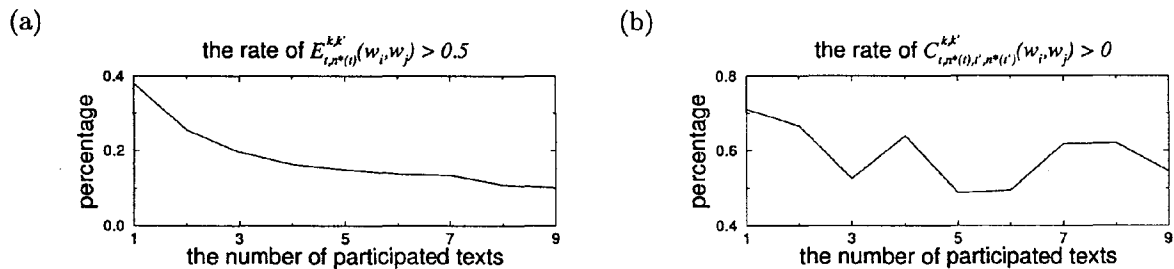 (a)
the rate of E^{k,k'}_{t,n*(t)}(w_i,w_j) > 0.5
0.4
0.2
0.0
percentage
1 3 5 7 9
the number of participated texts
(b)
the rate of C^{k,k'}_{t,n*(t),t',n*(t')}(w_i,w_j) > 0
0.8
0.6
0.4
percentage
1 3 5 7 9
the number of participated texts